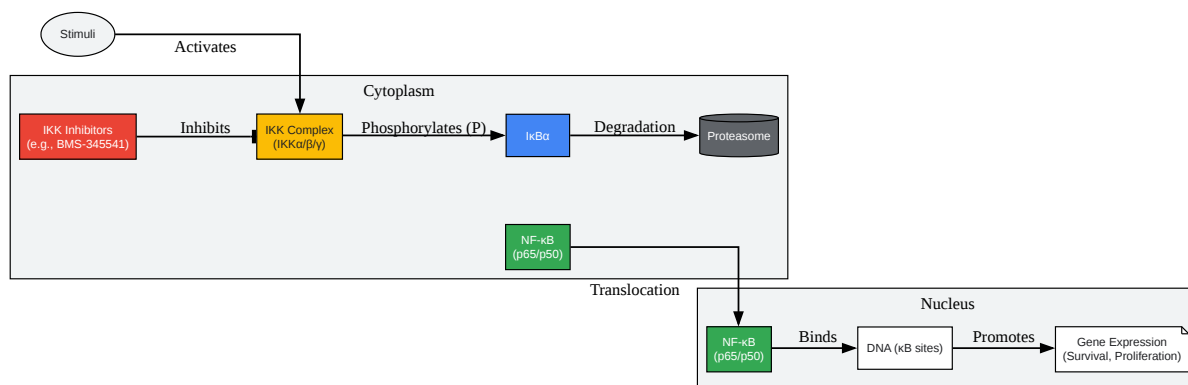 Stimuli
Activates
Cytoplasm
IKK Inhibitors
(e.g., BMS-345541)
Inhibits
IKK Complex
(IKKα/β/γ)
Phosphorylates (P)
IκBα
Degradation
Proteasome
NF-κB
(p65/p50)
Translocation
Nucleus
NF-κB
(p65/p50)
Binds
DNA (κB sites)
Promotes
Gene Expression
(Survival, Proliferation)